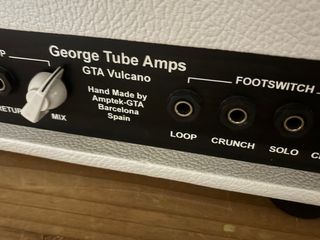 George Tube Amps
GTA Vulcano
Hand Made by
Amptek-GTA
Barcelona
Spain
MIX
FOOTSWITCH
LOOP
CRUNCH
SOLO